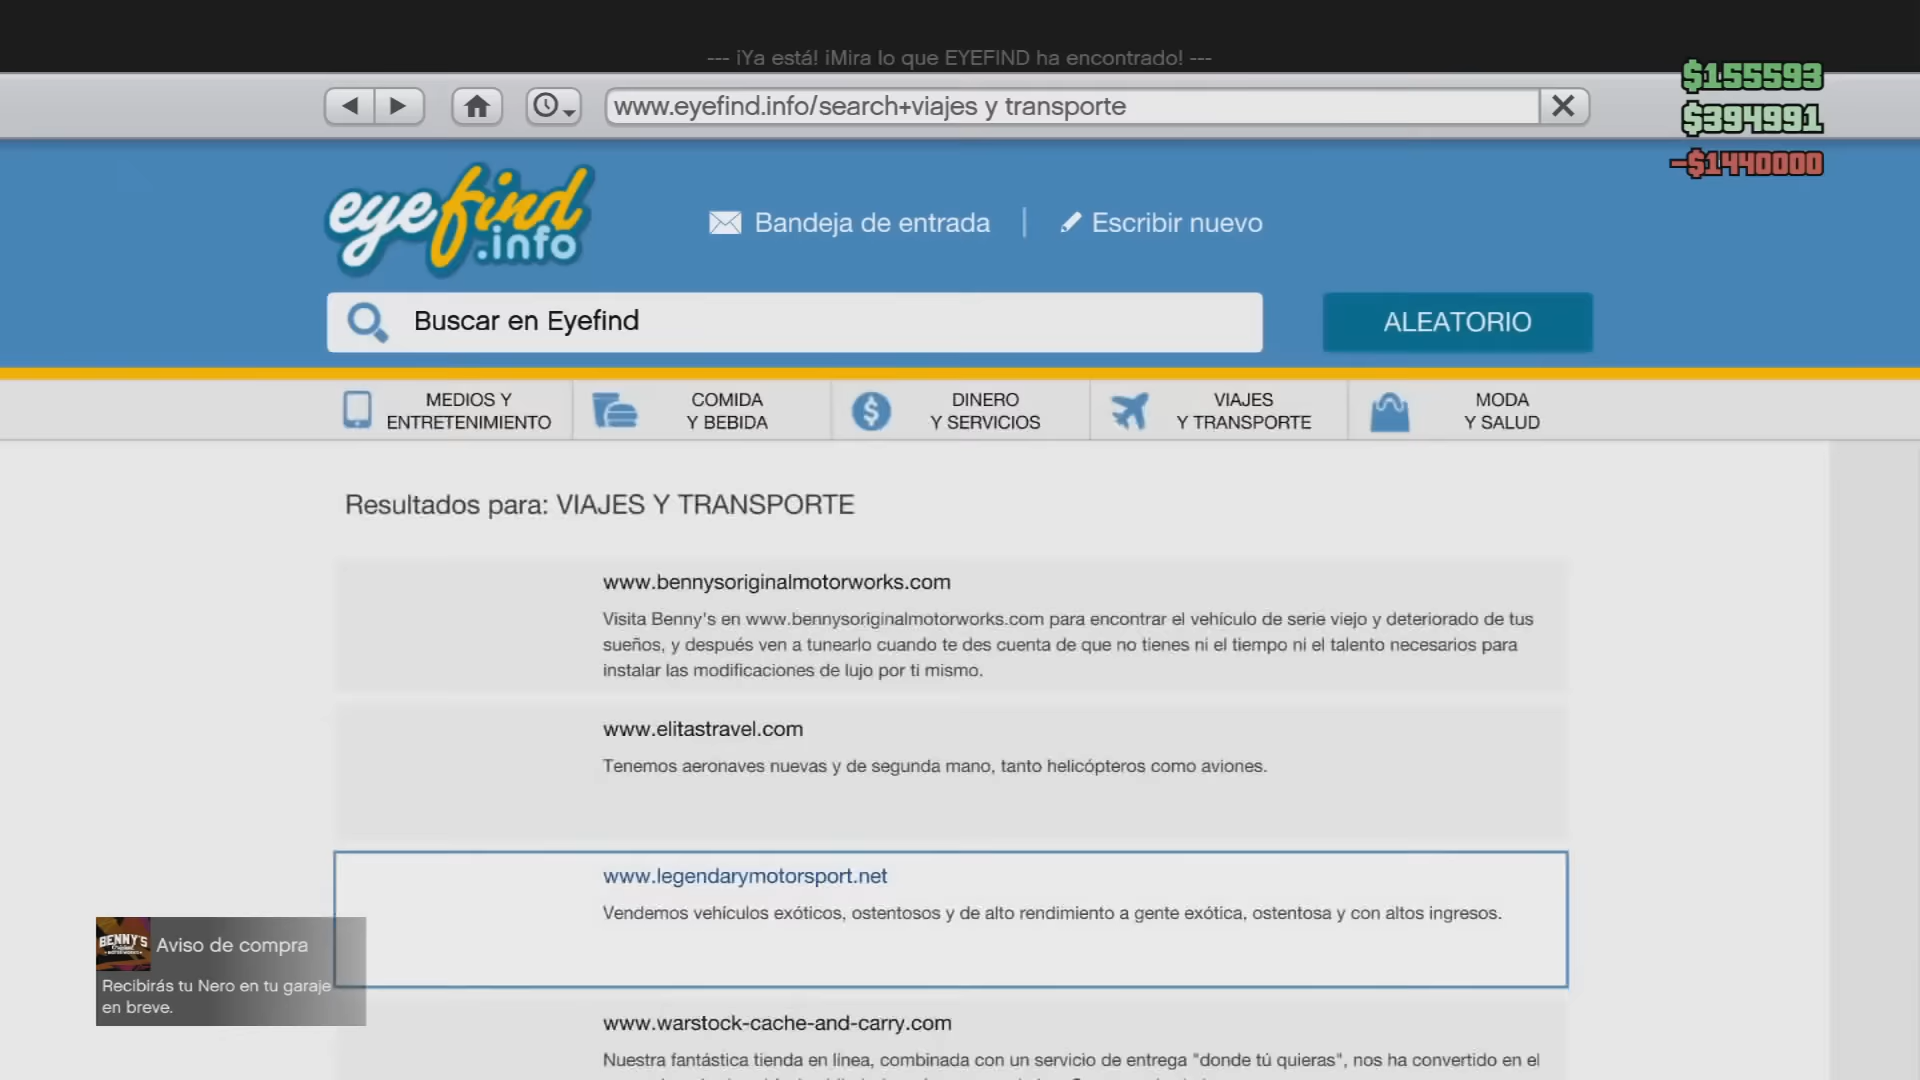 --- ¡Ya está! ¡Mira lo que EYEFIND ha encontrado! ---
www.eyefind.info/search+viajes y transporte
$155593
$394991
-$1440000
eyefind.info
Bandeja de entrada
Escribir nuevo
Buscar en Eyefind
ALEATORIO
MEDIOS Y
ENTRETENIMIENTO
COMIDA
Y BEBIDA
DINERO
Y SERVICIOS
VIAJES
Y TRANSPORTE
MODA
Y SALUD
Resultados para: VIAJES Y TRANSPORTE
www.bennysoriginalmotorworks.com
Visita Benny's en www.bennysoriginalmotorworks.com para encontrar el vehículo de serie viejo y deteriorado de tus
sueños, y después ven a tunearlo cuando te des cuenta de que no tienes ni el tiempo ni el talento necesarios para
instalar las modificaciones de lujo por ti mismo.
www.elitastravel.com
Tenemos aeronaves nuevas y de segunda mano, tanto helicópteros como aviones.
www.legendarymotorsport.net
Vendemos vehículos exóticos, ostentosos y de alto rendimiento a gente exótica, ostentosa y con altos ingresos.
BENNY'S
Aviso de compra
Recibirás tu Nero en tu garaje
en breve.
www.warstock-cache-and-carry.com
Nuestra fantástica tienda en línea, combinada con un servicio de entrega "donde tú quieras", nos ha convertido en el